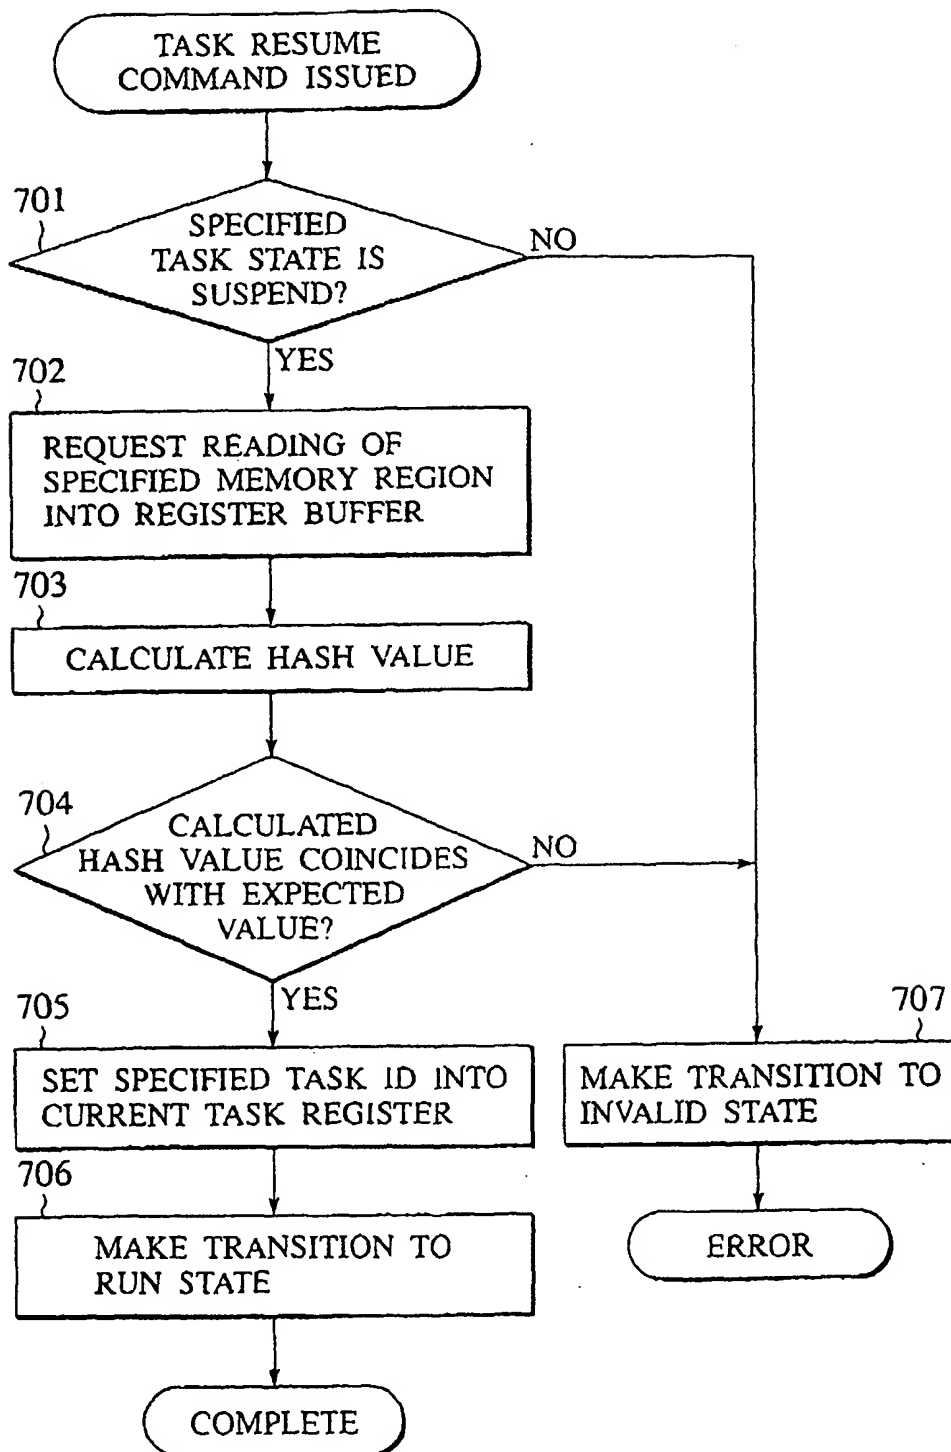 TASK RESUME
COMMAND ISSUED
701
SPECIFIED
TASK STATE IS
SUSPEND?
NO
YES
702
REQUEST READING OF
SPECIFIED MEMORY REGION
INTO REGISTER BUFFER
703
CALCULATE HASH VALUE
704
CALCULATED
HASH VALUE COINCIDES
WITH EXPECTED
VALUE?
NO
YES
705
SET SPECIFIED TASK ID INTO
CURRENT TASK REGISTER
707
MAKE TRANSITION TO
INVALID STATE
706
MAKE TRANSITION TO
RUN STATE
ERROR
COMPLETE